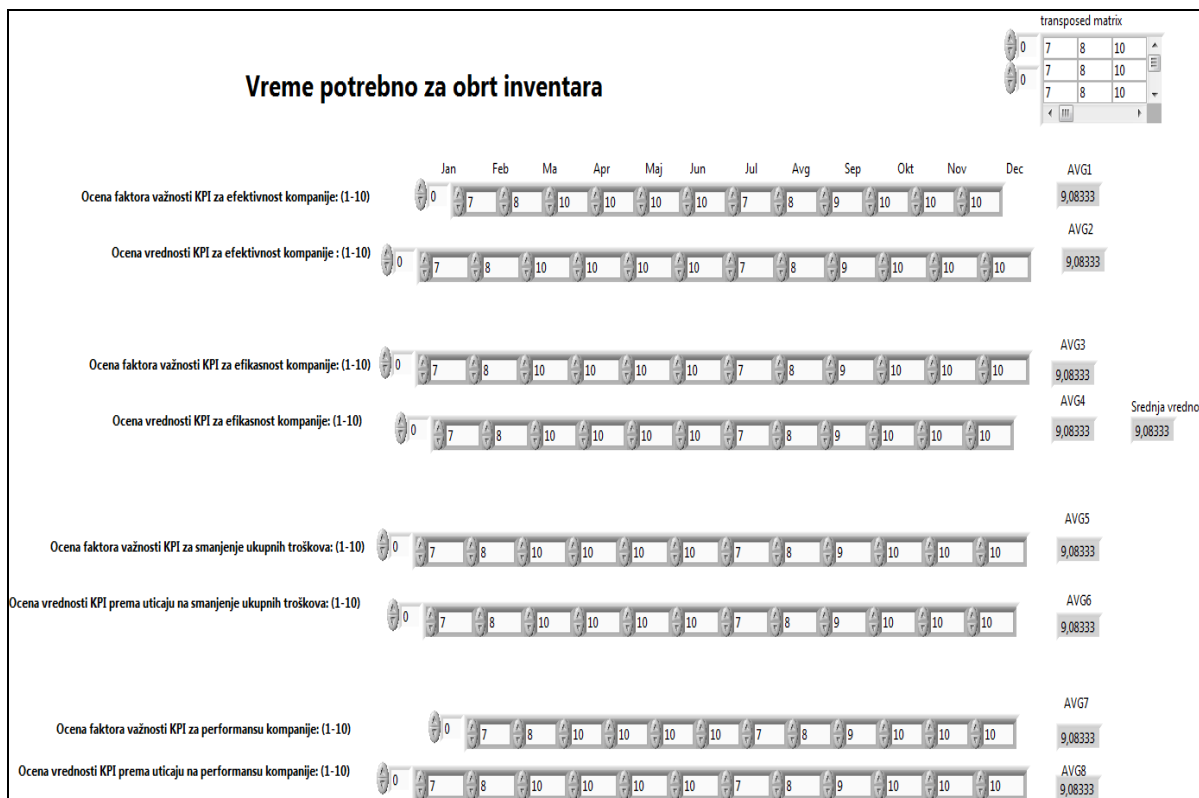 transposed matrix
0 7 8 10
0 7 8 10
7 8 10
Vreme potrebno za obrt inventara
Jan Feb Ma Apr Maj Jun Jul Avg Sep Okt Nov Dec AVG1
Ocena faktora važnosti KPI za efektivnost kompanije: (1-10) 0 7 8 10 10 10 10 7 8 9 10 10 10 9,08333
AVG2
Ocena vrednosti KPI za efektivnost kompanije : (1-10) 0 7 8 10 10 10 10 7 8 9 10 10 10 9,08333
AVG3
Ocena faktora važnosti KPI za efikasnost kompanije: (1-10) 0 7 8 10 10 10 10 7 8 9 10 10 10 9,08333
AVG4 Srednja vredno
Ocena vrednosti KPI za efikasnost kompanije: (1-10) 0 7 8 10 10 10 10 7 8 9 10 10 10 9,08333 9,08333
AVG5
Ocena faktora važnosti KPI za smanjenje ukupnih troškova: (1-10) 0 7 8 10 10 10 10 7 8 9 10 10 10 9,08333
AVG6
Ocena vrednosti KPI prema uticaju na smanjenje ukupnih troškova: (1-10) 0 7 8 10 10 10 10 7 8 9 10 10 10 9,08333
AVG7
Ocena faktora važnosti KPI za performansu kompanije: (1-10) 0 7 8 10 10 10 10 7 8 9 10 10 10 9,08333
AVG8
Ocena vrednosti KPI prema uticaju na performansu kompanije: (1-10) 0 7 8 10 10 10 10 7 8 9 10 10 10 9,08333